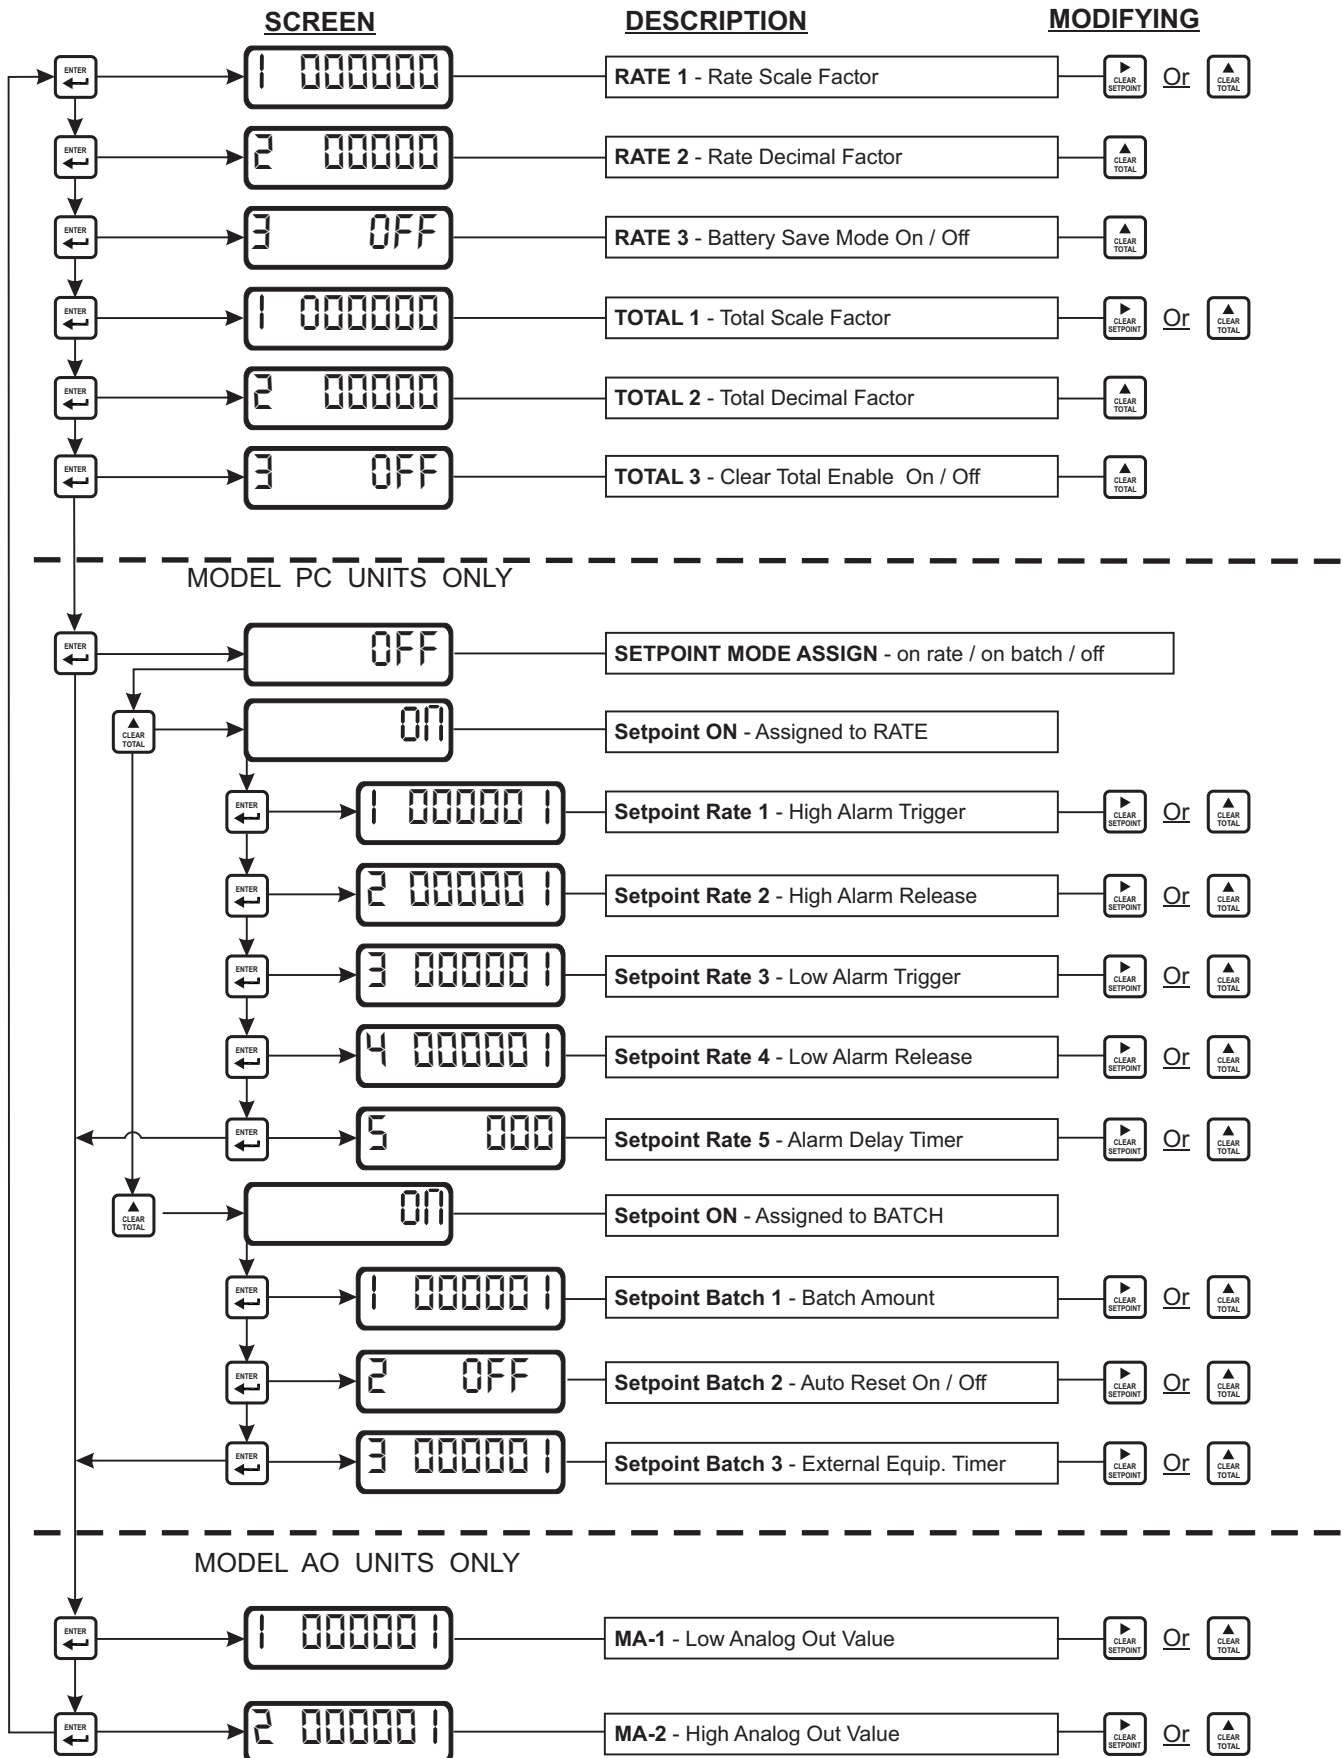 SCREEN DESCRIPTION MODIFYING
ENTER 1 000000 RATE 1 - Rate Scale Factor CLEAR SETPOINT Or CLEAR TOTAL
ENTER 2 00000 RATE 2 - Rate Decimal Factor CLEAR TOTAL
ENTER 3 OFF RATE 3 - Battery Save Mode On / Off CLEAR TOTAL
ENTER 1 000000 TOTAL 1 - Total Scale Factor CLEAR SETPOINT Or CLEAR TOTAL
ENTER 2 00000 TOTAL 2 - Total Decimal Factor CLEAR TOTAL
ENTER 3 OFF TOTAL 3 - Clear Total Enable On / Off CLEAR TOTAL
MODEL PC UNITS ONLY
ENTER OFF SETPOINT MODE ASSIGN - on rate / on batch / off
CLEAR TOTAL ON Setpoint ON - Assigned to RATE
ENTER 1 000001 Setpoint Rate 1 - High Alarm Trigger CLEAR SETPOINT Or CLEAR TOTAL
ENTER 2 000001 Setpoint Rate 2 - High Alarm Release CLEAR SETPOINT Or CLEAR TOTAL
ENTER 3 000001 Setpoint Rate 3 - Low Alarm Trigger CLEAR SETPOINT Or CLEAR TOTAL
ENTER 4 000001 Setpoint Rate 4 - Low Alarm Release CLEAR SETPOINT Or CLEAR TOTAL
ENTER 5 000 Setpoint Rate 5 - Alarm Delay Timer CLEAR SETPOINT Or CLEAR TOTAL
CLEAR TOTAL ON Setpoint ON - Assigned to BATCH
ENTER 1 000001 Setpoint Batch 1 - Batch Amount CLEAR SETPOINT Or CLEAR TOTAL
ENTER 2 OFF Setpoint Batch 2 - Auto Reset On / Off CLEAR SETPOINT Or CLEAR TOTAL
ENTER 3 000001 Setpoint Batch 3 - External Equip. Timer CLEAR SETPOINT Or CLEAR TOTAL
MODEL AO UNITS ONLY
ENTER 1 000001 MA-1 - Low Analog Out Value CLEAR SETPOINT Or CLEAR TOTAL
ENTER 2 000001 MA-2 - High Analog Out Value CLEAR SETPOINT Or CLEAR TOTAL